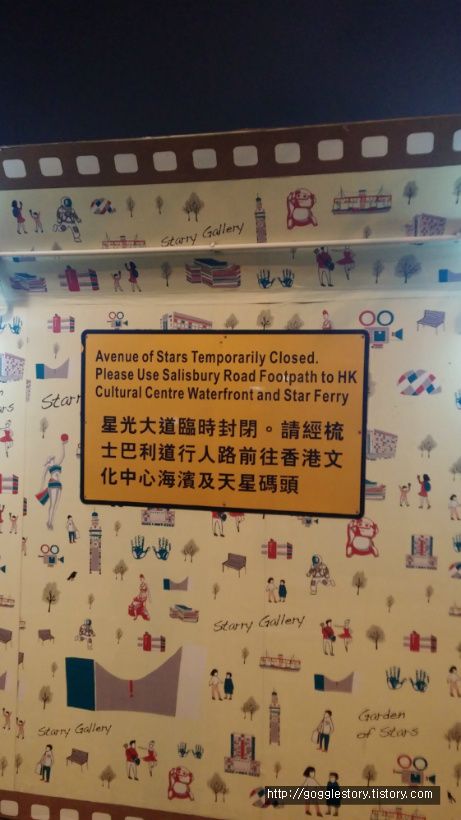 Starry Gallery
Avenue of Stars Temporarily Closed.
Please Use Salisbury Road Footpath to HK
Cultural Centre Waterfront and Star Ferry
星光大道臨時封閉。請經梳
士巴利道行人路前往香港文
化中心海濱及天星碼頭
Starry Gallery
Starry Gallery
Garden
of Stars
http://gogglestory.tistory.com